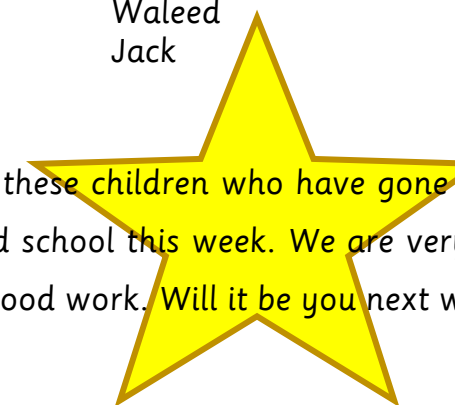 Waleed
Jack
these children who have gone
school this week. We are very
work. Will it be you next